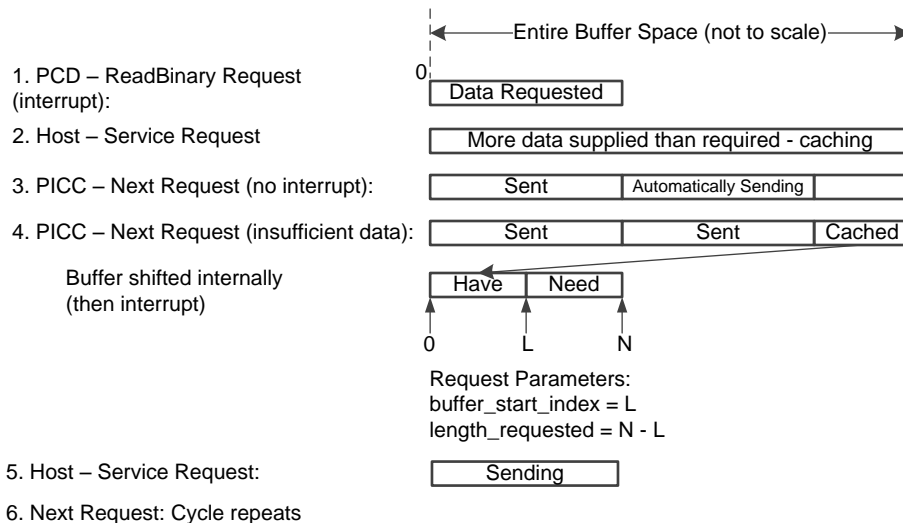 Entire Buffer Space (not to scale)
0
1. PCD – ReadBinary Request
(interrupt):
Data Requested
2. Host – Service Request
More data supplied than required - caching
3. PICC – Next Request (no interrupt):
Sent
Automatically Sending
4. PICC – Next Request (insufficient data):
Sent
Sent
Cached
Buffer shifted internally
(then interrupt)
Have
Need
0
L
N
Request Parameters:
buffer_start_index = L
length_requested = N - L
5. Host – Service Request:
Sending
6. Next Request: Cycle repeats